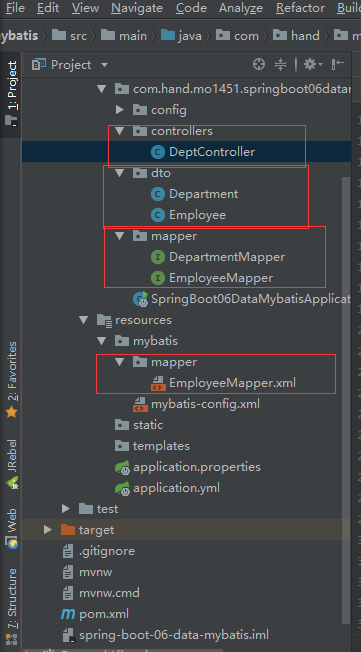 File Edit View Navigate Code
mybatis src main java com hand m
1: Project
Project
com.hand.mo1451.springboot06datam
config
controllers
DeptController
dto
Department
Employee
mapper
DepartmentMapper
EmployeeMapper
SpringBoot06DataMybatisApplicat
resources
mybatis
mapper
EmployeeMapper.xml
mybatis-config.xml
static
templates
application.properties
application.yml
test
target
.gitignore
mvnw
mvnw.cmd
pom.xml
spring-boot-06-data-mybatis.iml
2: Favorites
JRebel
Web
7: Structure